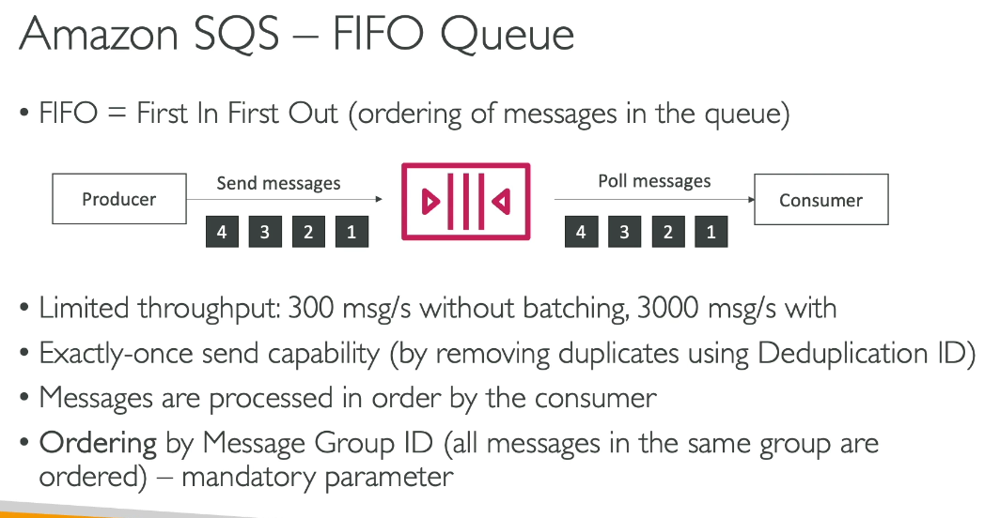 Amazon SQS – FIFO Queue
• FIFO = First In First Out (ordering of messages in the queue)
Producer
Send messages
4 3 2 1
Poll messages
4 3 2 1
Consumer
• Limited throughput: 300 msg/s without batching, 3000 msg/s with
• Exactly-once send capability (by removing duplicates using Deduplication ID)
• Messages are processed in order by the consumer
• Ordering by Message Group ID (all messages in the same group are
ordered) – mandatory parameter